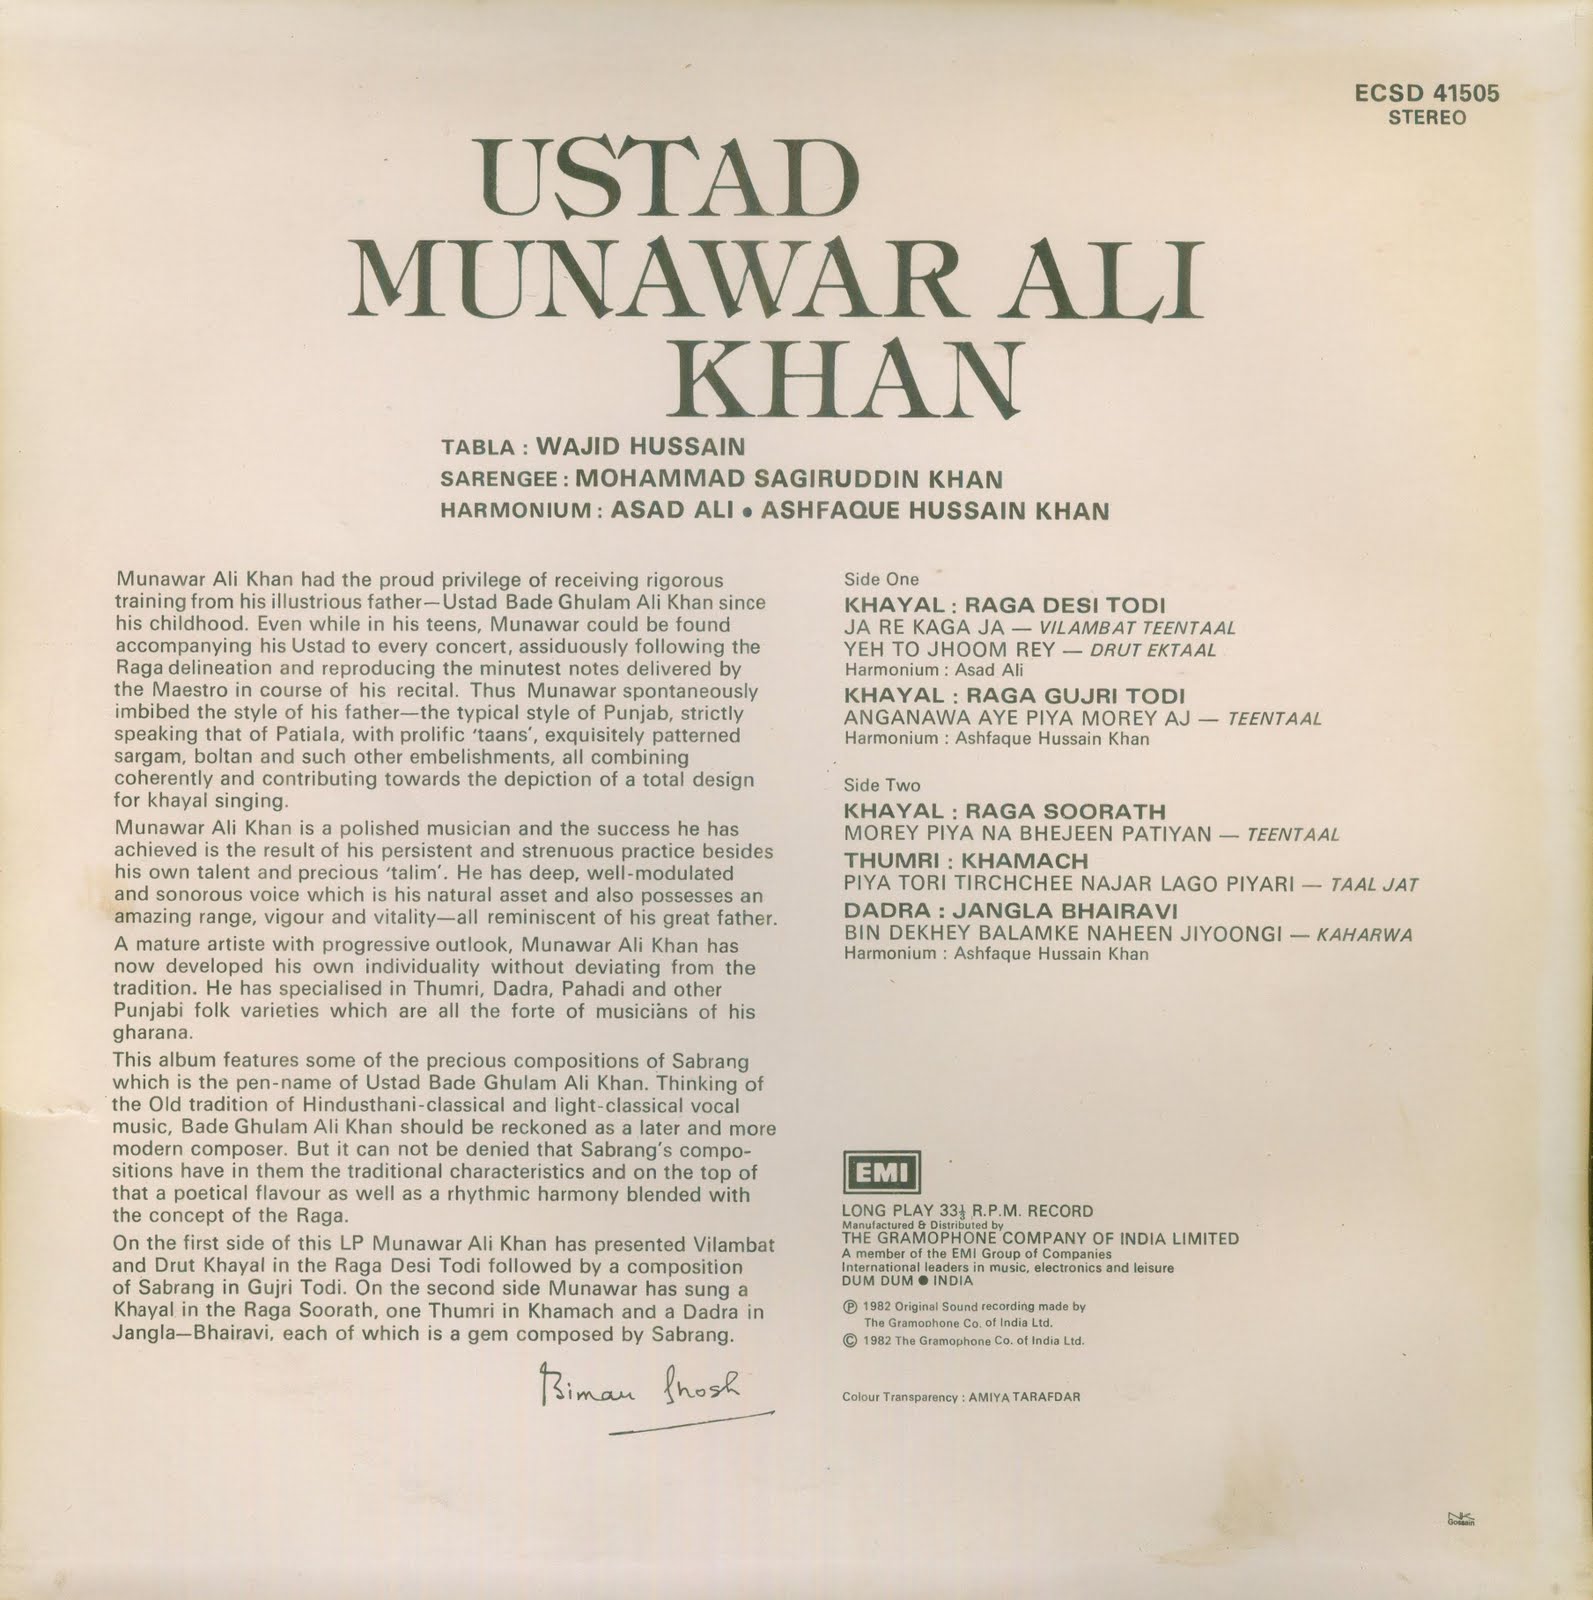 ECSD 41505
STEREO
USTAD
MUNAWAR ALI
KHAN
TABLA : WAJID HUSSAIN
SARENGEE : MOHAMMAD SAGIRUDDIN KHAN
HARMONIUM : ASAD ALI ● ASHFAQUE HUSSAIN KHAN
Munawar Ali Khan had the proud privilege of receiving rigorous
training from his illustrious father—Ustad Bade Ghulam Ali Khan since
his childhood. Even while in his teens, Munawar could be found
accompanying his Ustad to every concert, assiduously following the
Raga delineation and reproducing the minutest notes delivered by
the Maestro in course of his recital. Thus Munawar spontaneously
imbibed the style of his father—the typical style of Punjab, strictly
speaking that of Patiala, with prolific ‘taans’, exquisitely patterned
sargam, boltan and such other embelishments, all combining
coherently and contributing towards the depiction of a total design
for khayal singing.
Munawar Ali Khan is a polished musician and the success he has
achieved is the result of his persistent and strenuous practice besides
his own talent and precious ‘talim’. He has deep, well-modulated
and sonorous voice which is his natural asset and also possesses an
amazing range, vigour and vitality—all reminiscent of his great father.
A mature artiste with progressive outlook, Munawar Ali Khan has
now developed his own individuality without deviating from the
tradition. He has specialised in Thumri, Dadra, Pahadi and other
Punjabi folk varieties which are all the forte of musicians of his
gharana.
This album features some of the precious compositions of Sabrang
which is the pen-name of Ustad Bade Ghulam Ali Khan. Thinking of
the Old tradition of Hindusthani-classical and light-classical vocal
music, Bade Ghulam Ali Khan should be reckoned as a later and more
modern composer. But it can not be denied that Sabrang’s compo-
sitions have in them the traditional characteristics and on the top of
that a poetical flavour as well as a rhythmic harmony blended with
the concept of the Raga.
On the first side of this LP Munawar Ali Khan has presented Vilambat
and Drut Khayal in the Raga Desi Todi followed by a composition
of Sabrang in Gujri Todi. On the second side Munawar has sung a
Khayal in the Raga Soorath, one Thumri in Khamach and a Dadra in
Jangla—Bhairavi, each of which is a gem composed by Sabrang.
Biman Ghosh
Side One
KHAYAL : RAGA DESI TODI
JA RE KAGA JA — VILAMBAT TEENTAAL
YEH TO JHOOM REY — DRUT EKTAAL
Harmonium : Asad Ali
KHAYAL : RAGA GUJRI TODI
ANGANAWA AYE PIYA MOREY AJ — TEENTAAL
Harmonium : Ashfaque Hussain Khan
Side Two
KHAYAL : RAGA SOORATH
MOREY PIYA NA BHEJEEN PATIYAN — TEENTAAL
THUMRI : KHAMACH
PIYA TORI TIRCHCHEE NAJAR LAGO PIYARI — TAAL JAT
DADRA : JANGLA BHAIRAVI
BIN DEKHEY BALAMKE NAHEEN JIYOONGI — KAHARWA
Harmonium : Ashfaque Hussain Khan
EMI
LONG PLAY 33⅓ R.P.M. RECORD
Manufactured & Distributed by
THE GRAMOPHONE COMPANY OF INDIA LIMITED
A member of the EMI Group of Companies
International leaders in music, electronics and leisure
DUM DUM ● INDIA
Ⓟ 1982 Original Sound recording made by
The Gramophone Co. of India Ltd.
© 1982 The Gramophone Co. of India Ltd.
Colour Transparency : AMIYA TARAFDAR
NK
Gossain